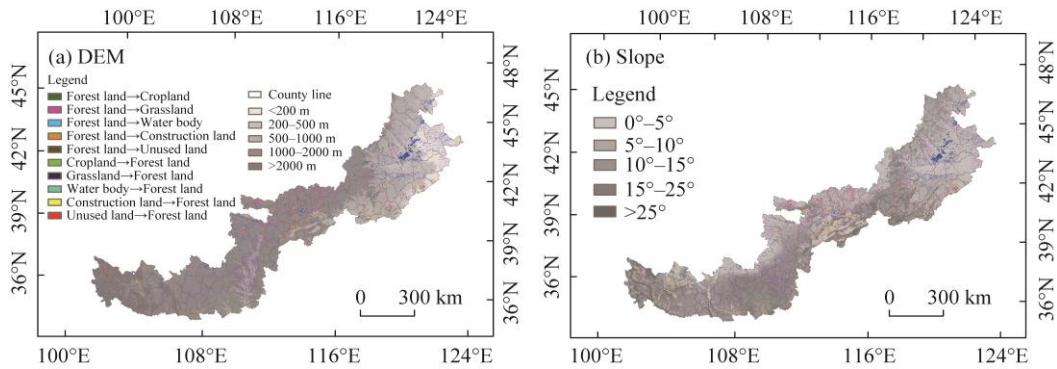 100°E 108°E 116°E 124°E
(a) DEM
Legend
Forest land→Cropland
Forest land→Grassland
Forest land→Water body
Forest land→Construction land
Forest land→Unused land
Cropland→Forest land
Grassland→Forest land
Water body→Forest land
Construction land→Forest land
Unused land→Forest land
County line
<200 m
200–500 m
500–1000 m
1000–2000 m
>2000 m
45°N
42°N
39°N
36°N
48°N
45°N
42°N
39°N
36°N
0 300 km
100°E 108°E 116°E 124°E
100°E 108°E 116°E 124°E
(b) Slope
Legend
0°–5°
5°–10°
10°–15°
15°–25°
>25°
45°N
42°N
39°N
36°N
48°N
45°N
42°N
39°N
36°N
0 300 km
100°E 108°E 116°E 124°E